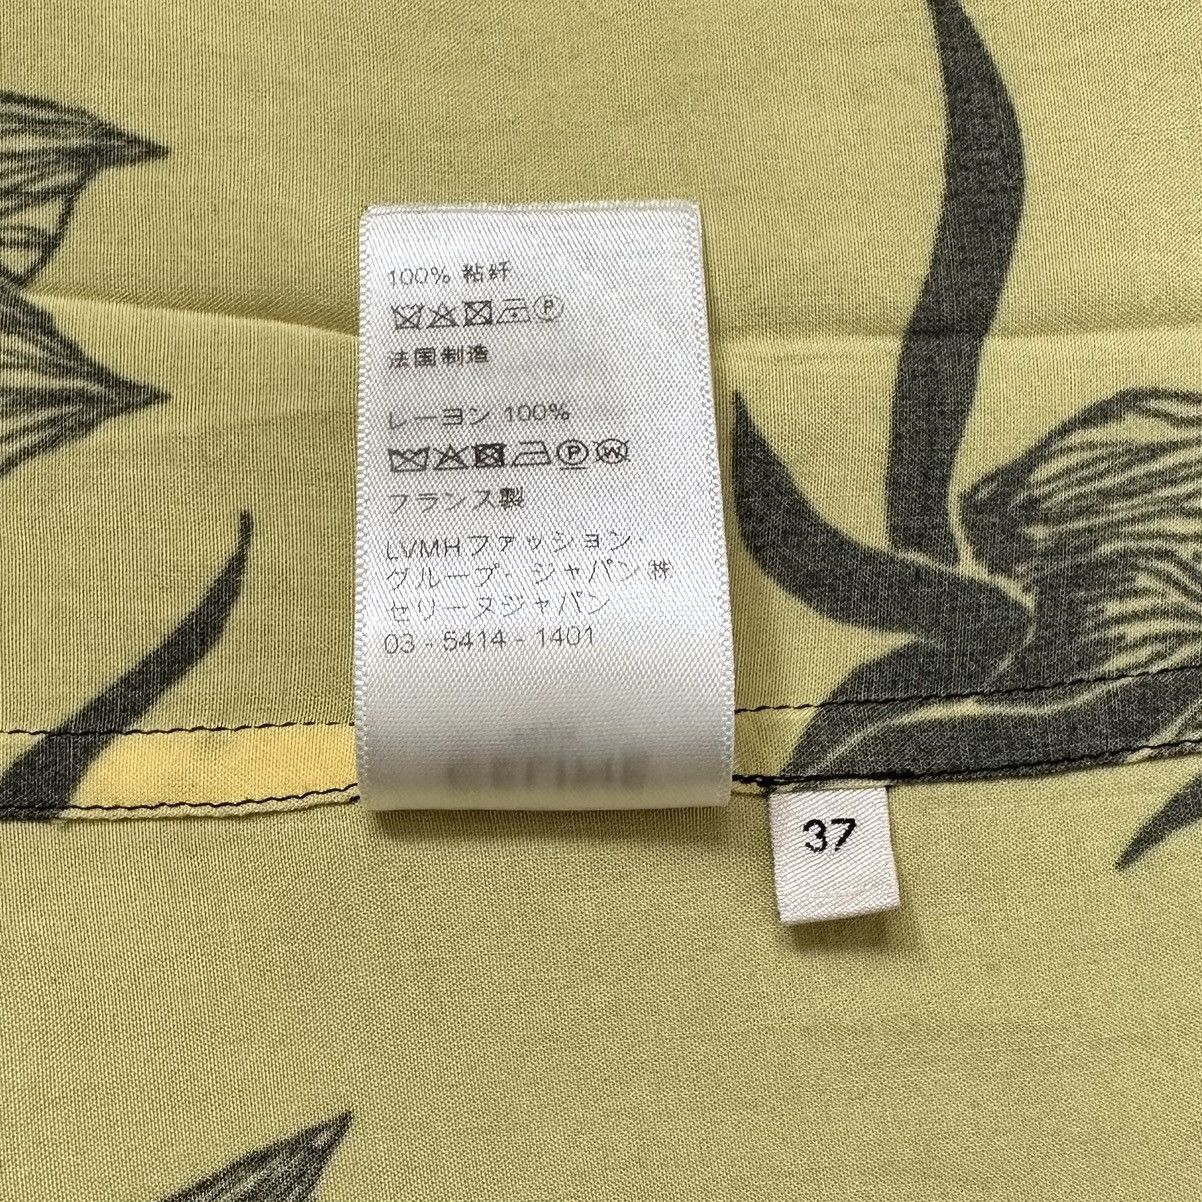 100% 粘纤
法国制造
レーヨン 100%
フランス製
LVMHファッション・
グループ・ジャパン㈱
セリーヌジャパン
03 - 5414 - 1401
37